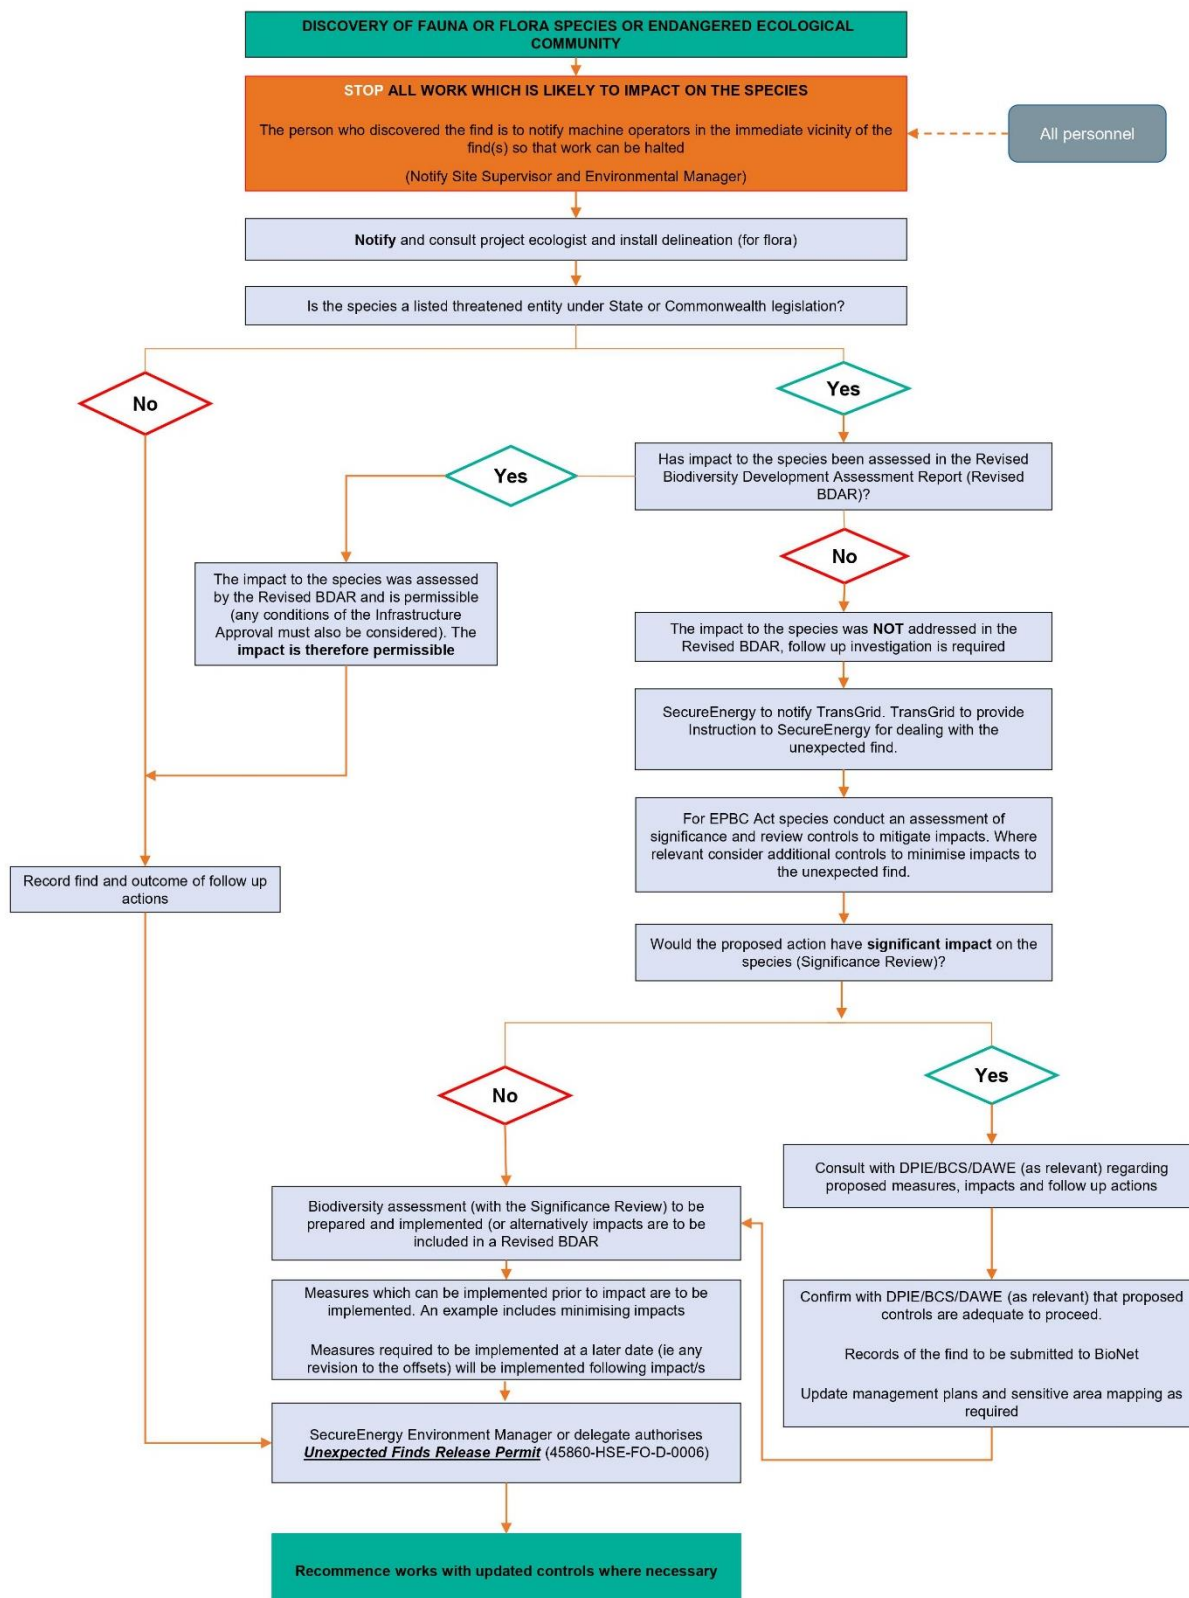 DISCOVERY OF FAUNA OR FLORA SPECIES OR ENDANGERED ECOLOGICAL
COMMUNITY
STOP ALL WORK WHICH IS LIKELY TO IMPACT ON THE SPECIES
The person who discovered the find is to notify machine operators in the immediate vicinity of the
find(s) so that work can be halted
(Notify Site Supervisor and Environmental Manager)
All personnel
Notify and consult project ecologist and install delineation (for flora)
Is the species a listed threatened entity under State or Commonwealth legislation?
No
Yes
Has impact to the species been assessed in the Revised
Biodiversity Development Assessment Report (Revised
BDAR)?
Yes
No
The impact to the species was assessed
by the Revised BDAR and is permissible
(any conditions of the Infrastructure
Approval must also be considered). The
impact is therefore permissible
The impact to the species was NOT addressed in the
Revised BDAR, follow up investigation is required
SecureEnergy to notify TransGrid. TransGrid to provide
Instruction to SecureEnergy for dealing with the
unexpected find.
For EPBC Act species conduct an assessment of
significance and review controls to mitigate impacts. Where
relevant consider additional controls to minimise impacts to
the unexpected find.
Record find and outcome of follow up
actions
Would the proposed action have significant impact on the
species (Significance Review)?
No
Yes
Consult with DPIE/BCS/DAWE (as relevant) regarding
proposed measures, impacts and follow up actions
Biodiversity assessment (with the Significance Review) to be
prepared and implemented (or alternatively impacts are to be
included in a Revised BDAR
Measures which can be implemented prior to impact are to be
implemented. An example includes minimising impacts
Measures required to be implemented at a later date (ie any
revision to the offsets) will be implemented following impact/s
Confirm with DPIE/BCS/DAWE (as relevant) that proposed
controls are adequate to proceed.
Records of the find to be submitted to BioNet
Update management plans and sensitive area mapping as
required
SecureEnergy Environment Manager or delegate authorises
Unexpected Finds Release Permit (45860-HSE-FO-D-0006)
Recommence works with updated controls where necessary